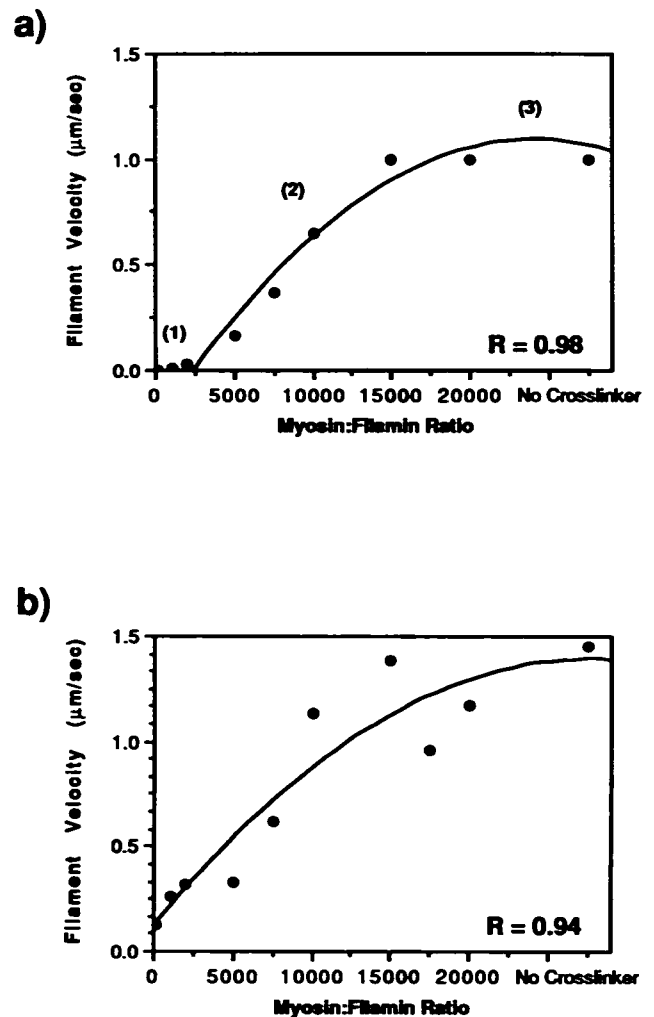 a)
1.5
1.0
0.5
0.0
Filament Velocity (μm/sec)
(1)
(2)
(3)
R = 0.98
5000 10000 15000 20000 No Crosslinker
Myosin:Filamin Ratio
b)
1.5
1.0
0.5
0.0
Filament Velocity (μm/sec)
R = 0.94
0 5000 10000 15000 20000 No Crosslinker
Myosin:Filamin Ratio